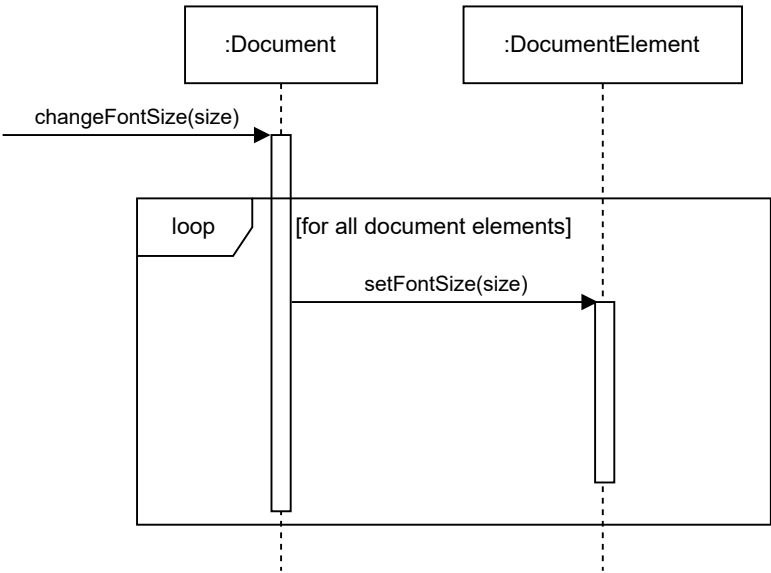 :Document
:DocumentElement
changeFontSize(size)
loop
[for all document elements]
setFontSize(size)